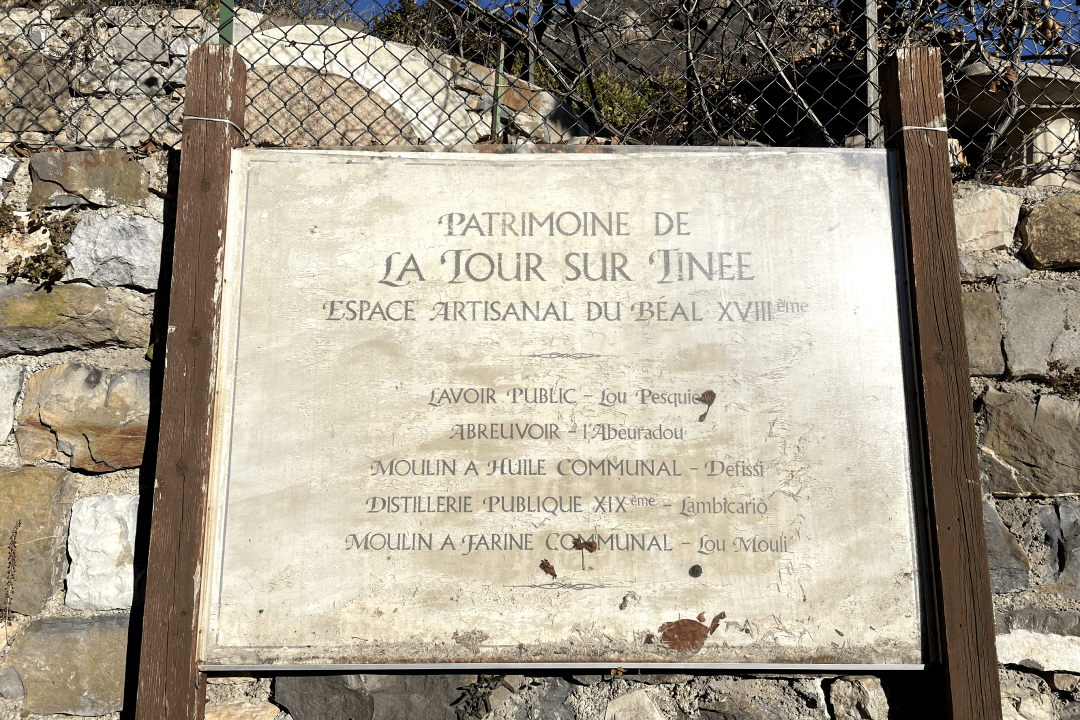 PATRIMOINE DE
LA TOUR SUR TINEE
ESPACE ARTISANAL DU BÉAL XVIIIème
LAVOIR PUBLIC - Lou Pesquie
ABREUVOIR - l'Abeuradou
MOULIN A HUILE COMMUNAL - Defissi
DISTILLERIE PUBLIQUE XIXème - Lambicario
MOULIN A FARINE COMMUNAL - Lou Mouli